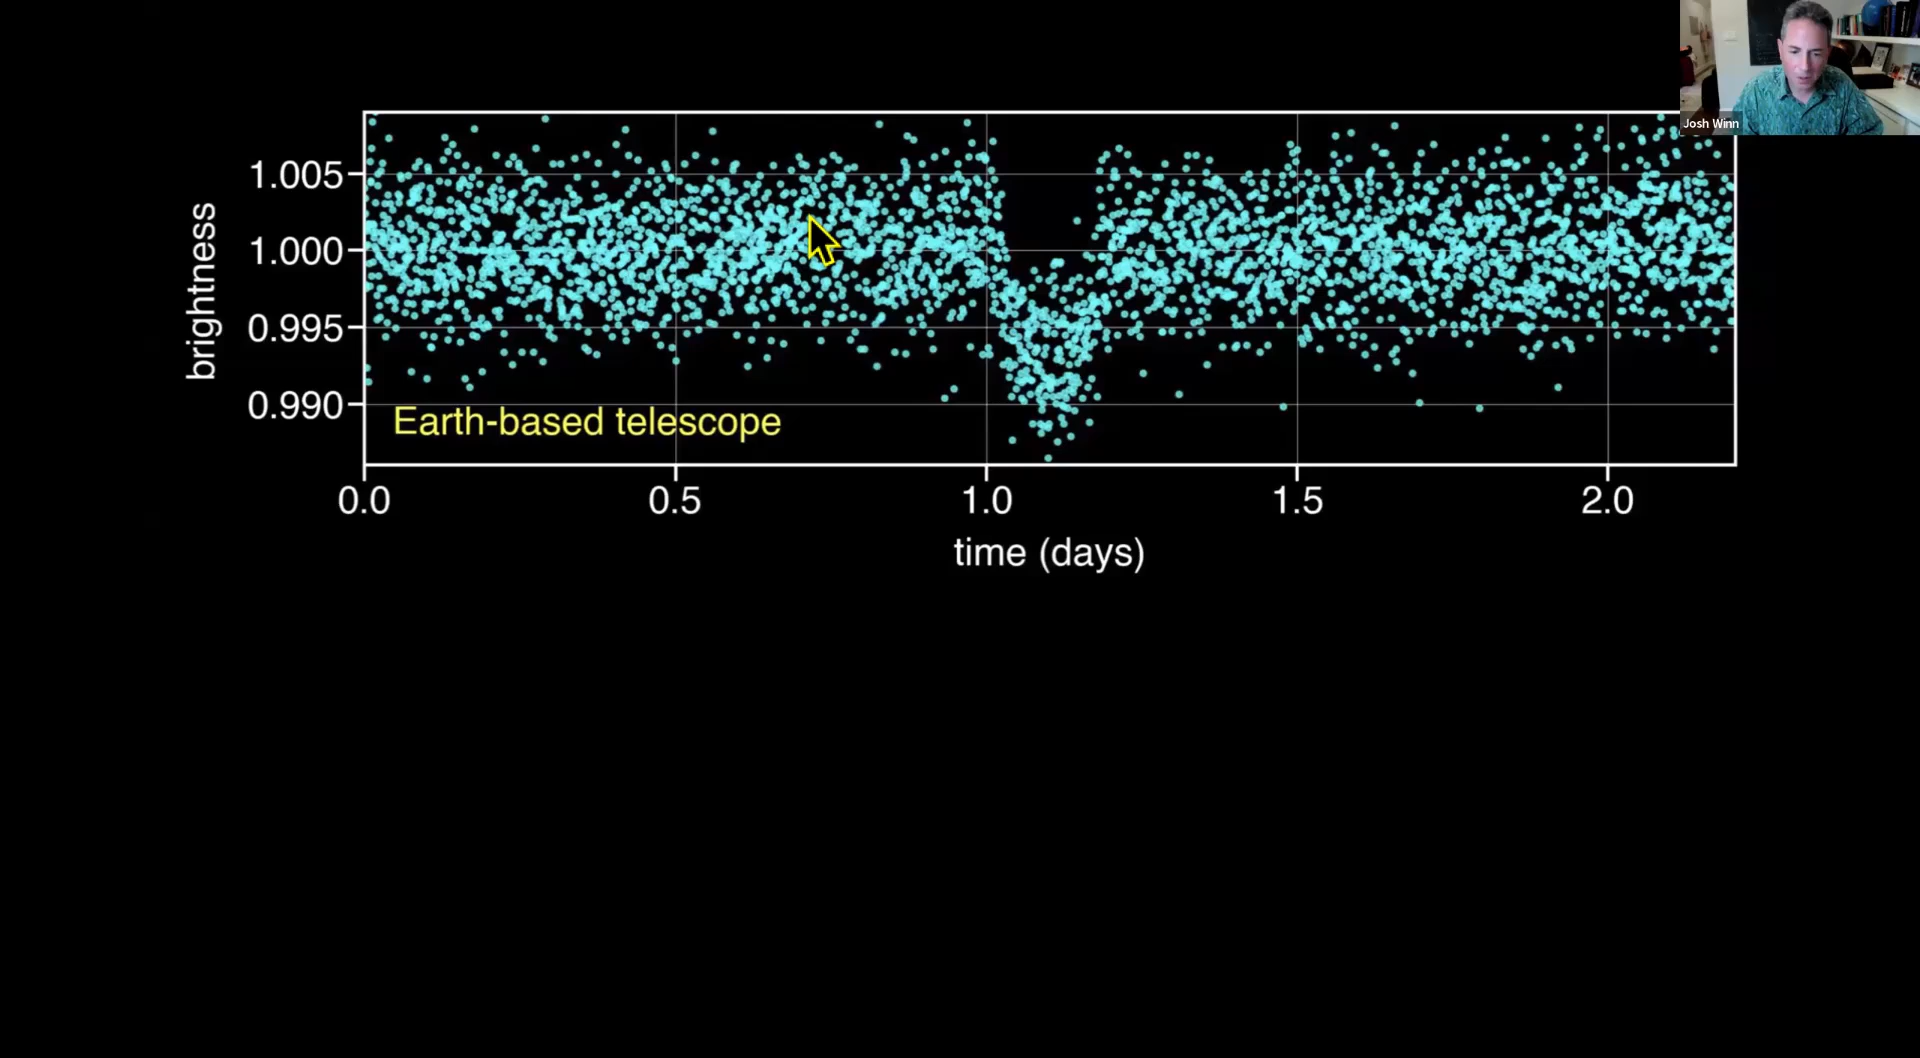 Josh Winn
brightness
1.005
1.000
0.995
0.990
Earth-based telescope
0.0 0.5 1.0 1.5 2.0
time (days)